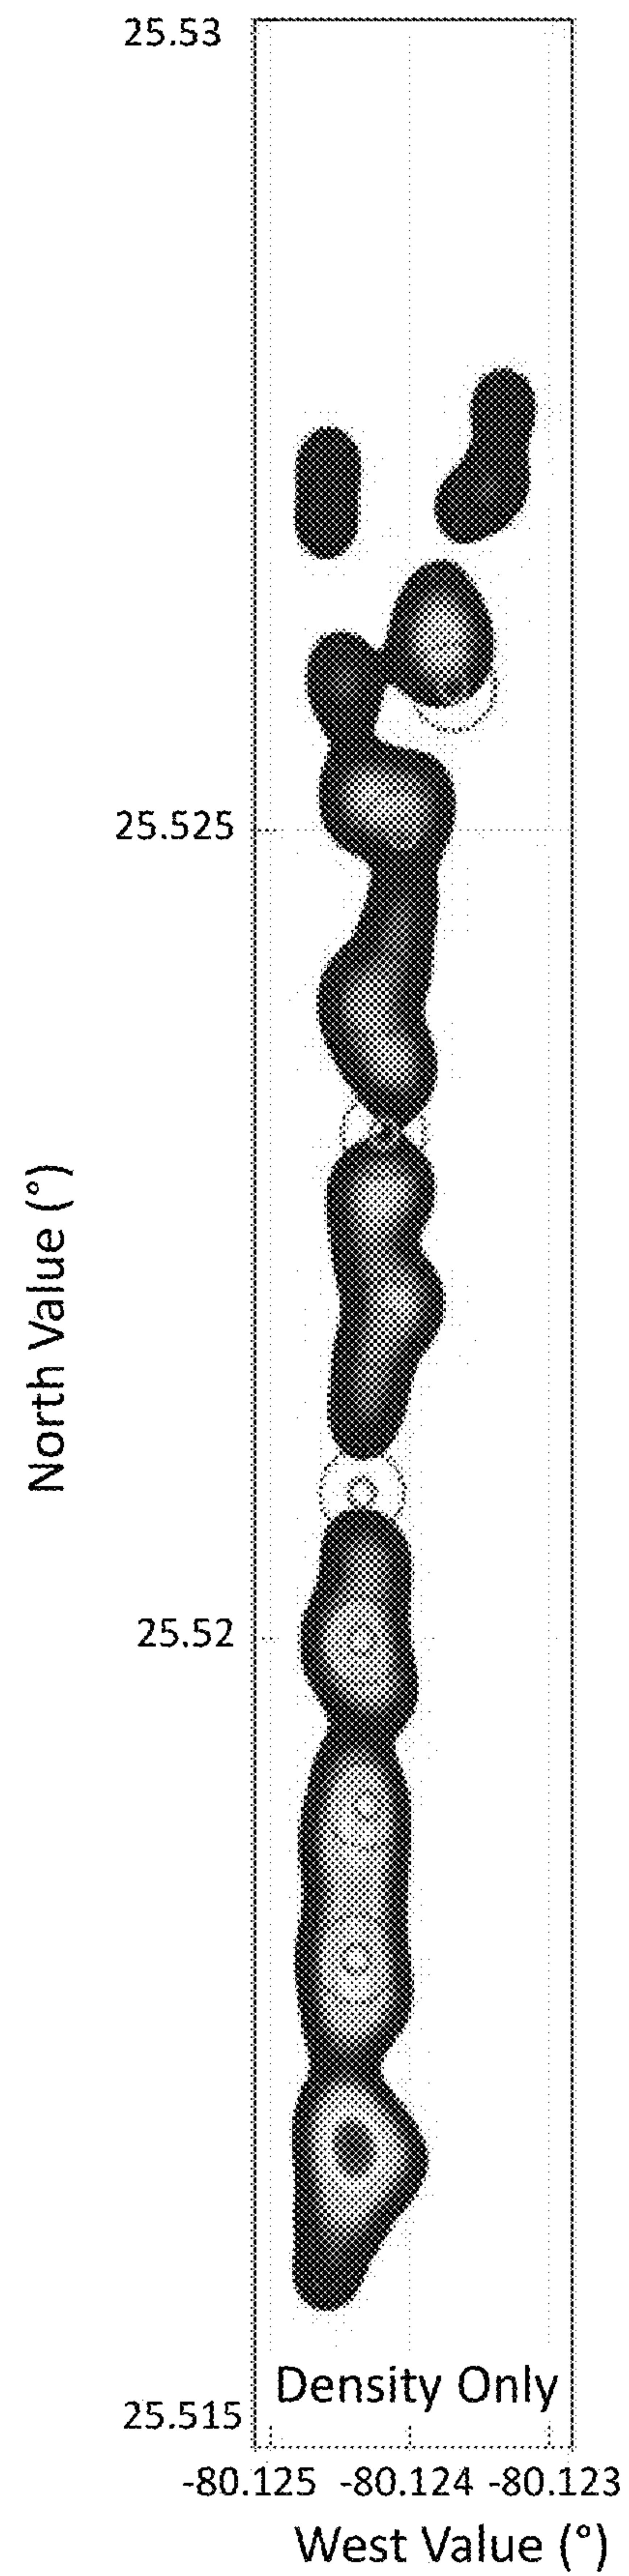 25.53
25.525
North Value (°)
25.52
Density Only
25.515
-80.125 -80.124 -80.123
West Value (°)